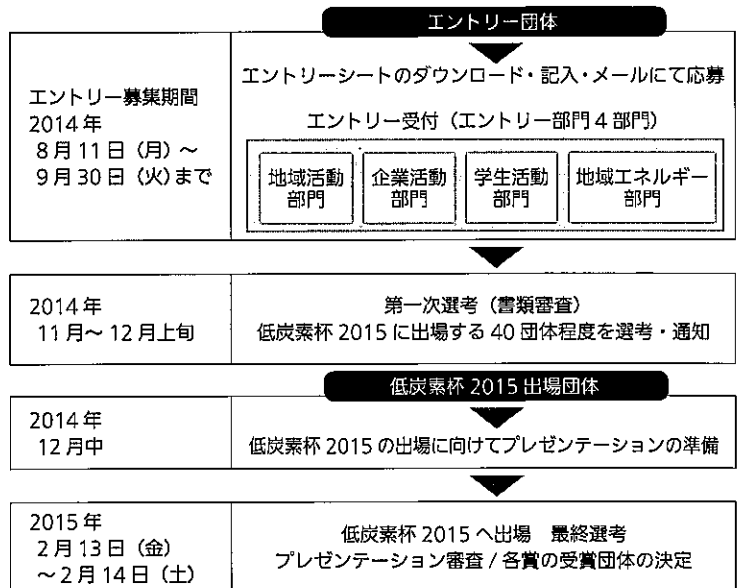 エントリー団体
エントリー募集期間
2014年
8月11日（月）～
9月30日（火）まで
エントリーシートのダウンロード・記入・メールにて応募
エントリー受付（エントリー部門4部門）
地域活動
部門
企業活動
部門
学生活動
部門
地域エネルギー
部門
2014年
11月～12月上旬
第一次選考（書類審査）
低炭素杯2015に出場する40団体程度を選考・通知
低炭素杯2015出場団体
2014年
12月中
低炭素杯2015の出場に向けてプレゼンテーションの準備
2015年
2月13日（金）
～2月14日（土）
低炭素杯2015へ出場　最終選考
プレゼンテーション審査/各賞の受賞団体の決定